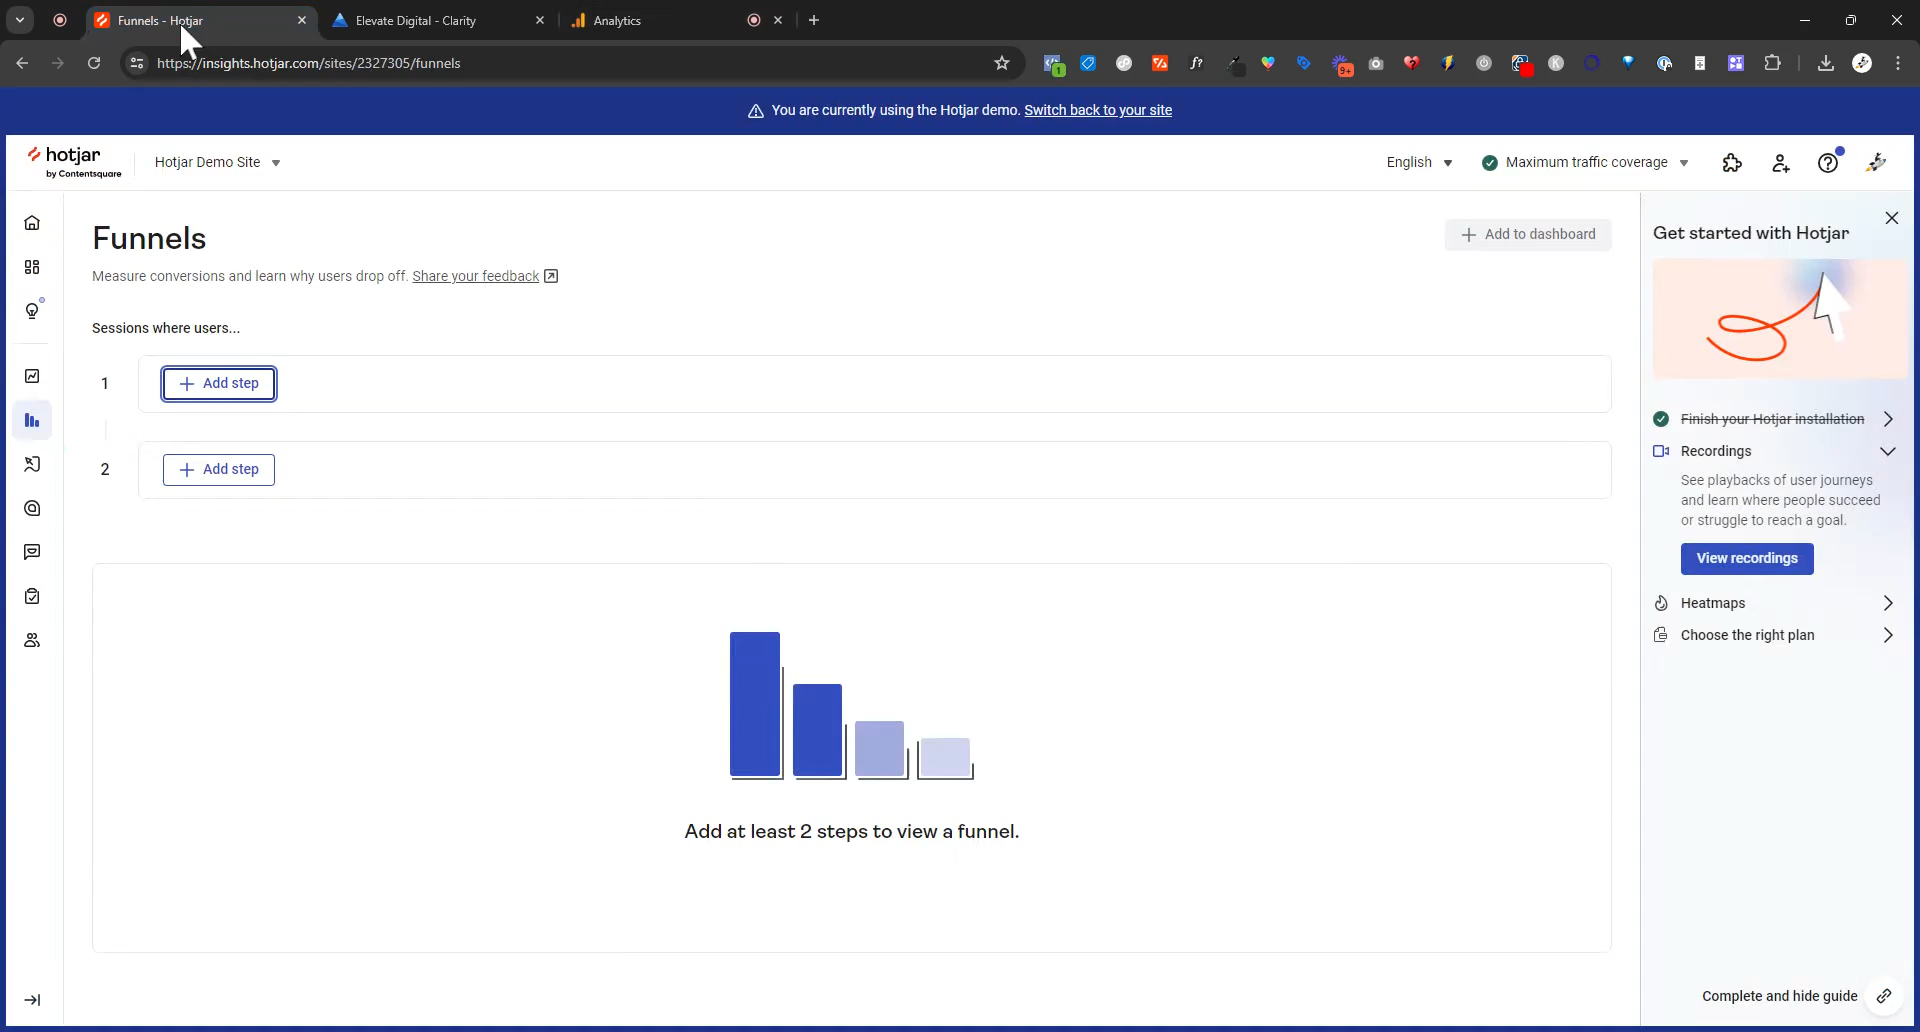 Funnels - Hotjar
Elevate Digital - Clarity
Analytics
https://insights.hotjar.com/sites/2327305/funnels
1
f?
9+
K
You are currently using the Hotjar demo. Switch back to your site
hotjar
by Contentsquare
Hotjar Demo Site
English
Maximum traffic coverage
Funnels
Add to dashboard
Measure conversions and learn why users drop off. Share your feedback
Sessions where users...
1
Add step
2
Add step
Add at least 2 steps to view a funnel.
Get started with Hotjar
Finish your Hotjar installation
Recordings
See playbacks of user journeys
and learn where people succeed
or struggle to reach a goal.
View recordings
Heatmaps
Choose the right plan
Complete and hide guide